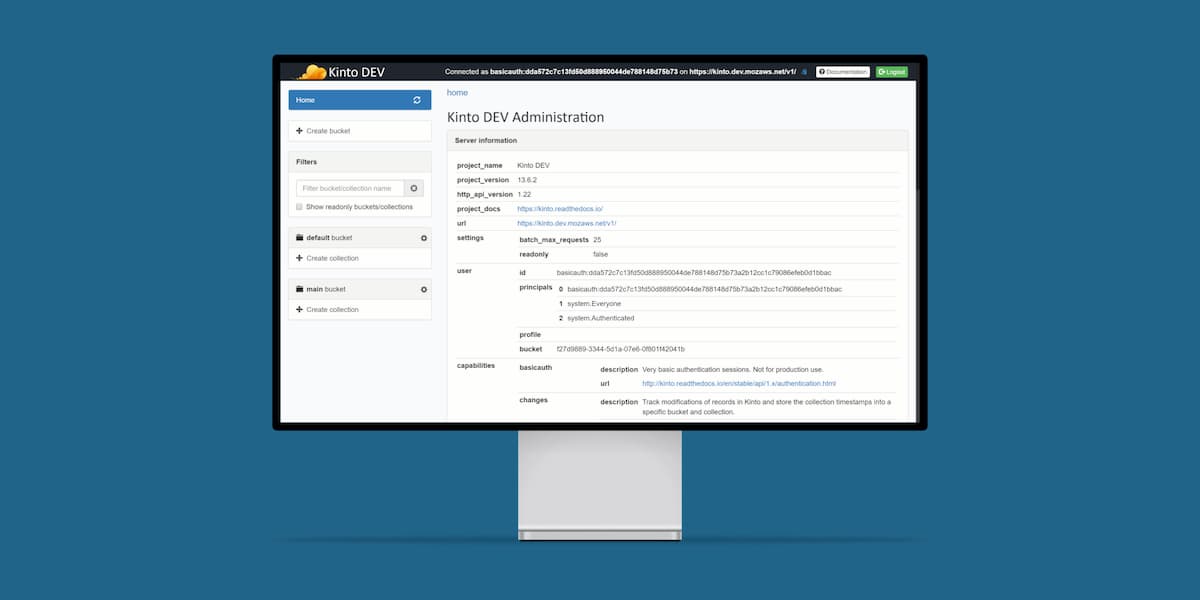 Kinto DEV
Connected as basicauth:dda572c7c13fd50d888950044de788148d75b73 on https://kinto.dev.mozaws.net/v1/
Documentation
Logout
Home
Create bucket
Filters
Filter bucket/collection name
Show readonly buckets/collections
default bucket
Create collection
main bucket
Create collection
home
Kinto DEV Administration
Server information
project_name Kinto DEV
project_version 13.6.2
http_api_version 1.22
project_docs https://kinto.readthedocs.io/
url https://kinto.dev.mozaws.net/v1/
settings batch_max_requests 25
readonly false
user id basicauth:dda572c7c13fd50d888950044de788148d75b73a2b12cc1c79086efeb0d1bbac
principals 0 basicauth:dda572c7c13fd50d888950044de788148d75b73a2b12cc1c79086efeb0d1bbac
1 system.Everyone
2 system.Authenticated
profile
bucket f27d9889-3344-5d1a-07e6-0f801f42041b
capabilities basicauth description Very basic authentication sessions. Not for production use.
url http://kinto.readthedocs.io/en/stable/api/1.x/authentication.html
changes description Track modifications of records in Kinto and store the collection timestamps into a
specific bucket and collection.